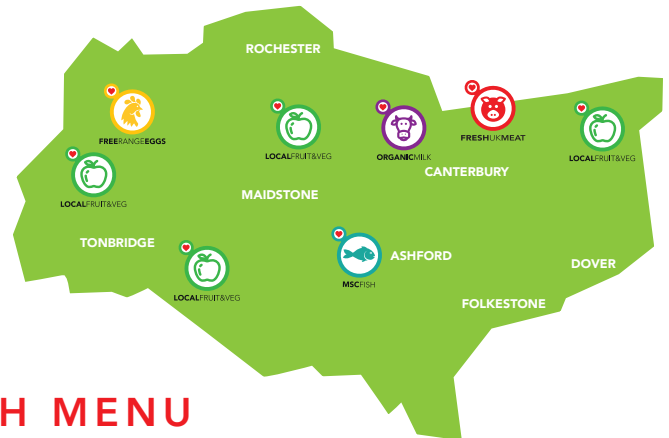 ROCHESTER
FREERANGEEGGS
LOCALFRUIT&VEG
ORGANICMILK
FRESHUKMEAT
LOCALFRUIT&VEG
CANTERBURY
LOCALFRUIT&VEG
MAIDSTONE
TONBRIDGE
ASHFORD
DOVER
LOCALFRUIT&VEG
MSCFISH
FOLKESTONE
H MENU